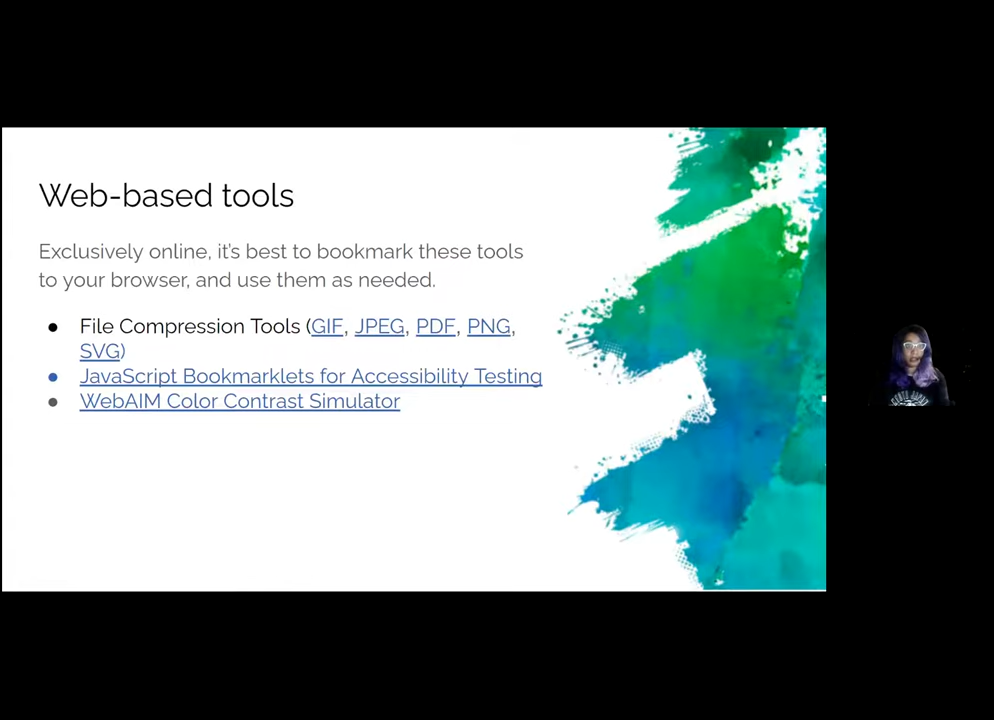 Web-based tools
Exclusively online, it's best to bookmark these tools
to your browser, and use them as needed.
● File Compression Tools (GIF, JPEG, PDF, PNG,
SVG)
● JavaScript Bookmarklets for Accessibility Testing
● WebAIM Color Contrast Simulator